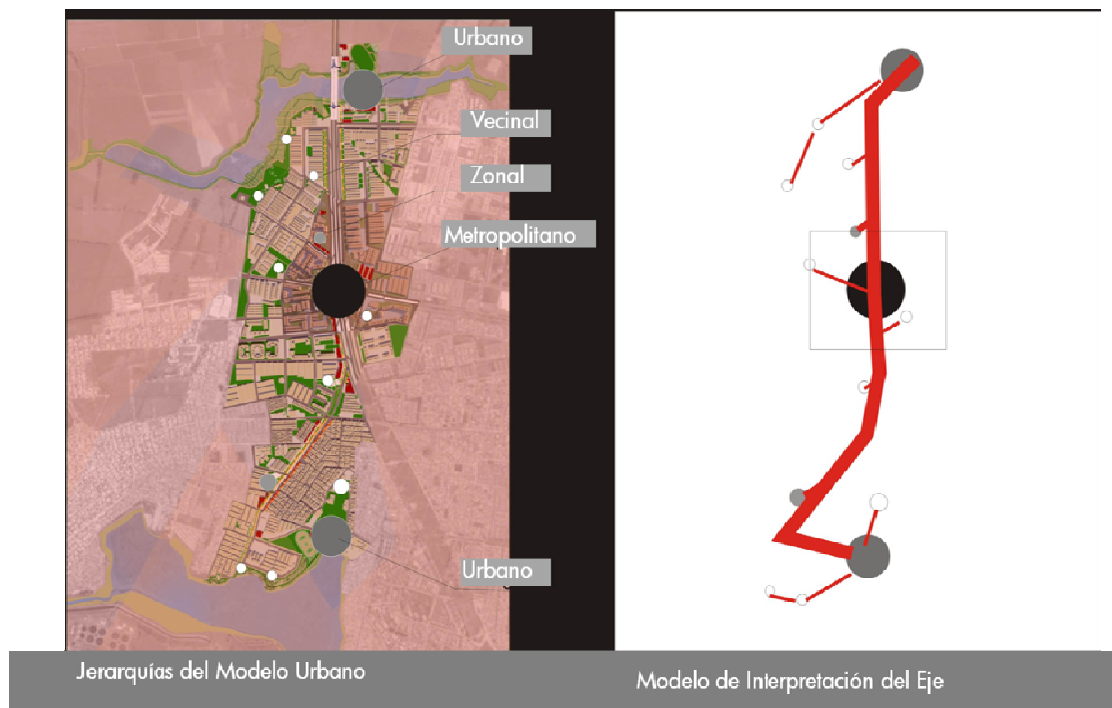 Urbano
Vecinal
Zonal
Metropolitano
Urbano
Jerarquías del Modelo Urbano
Modelo de Interpretación del Eje